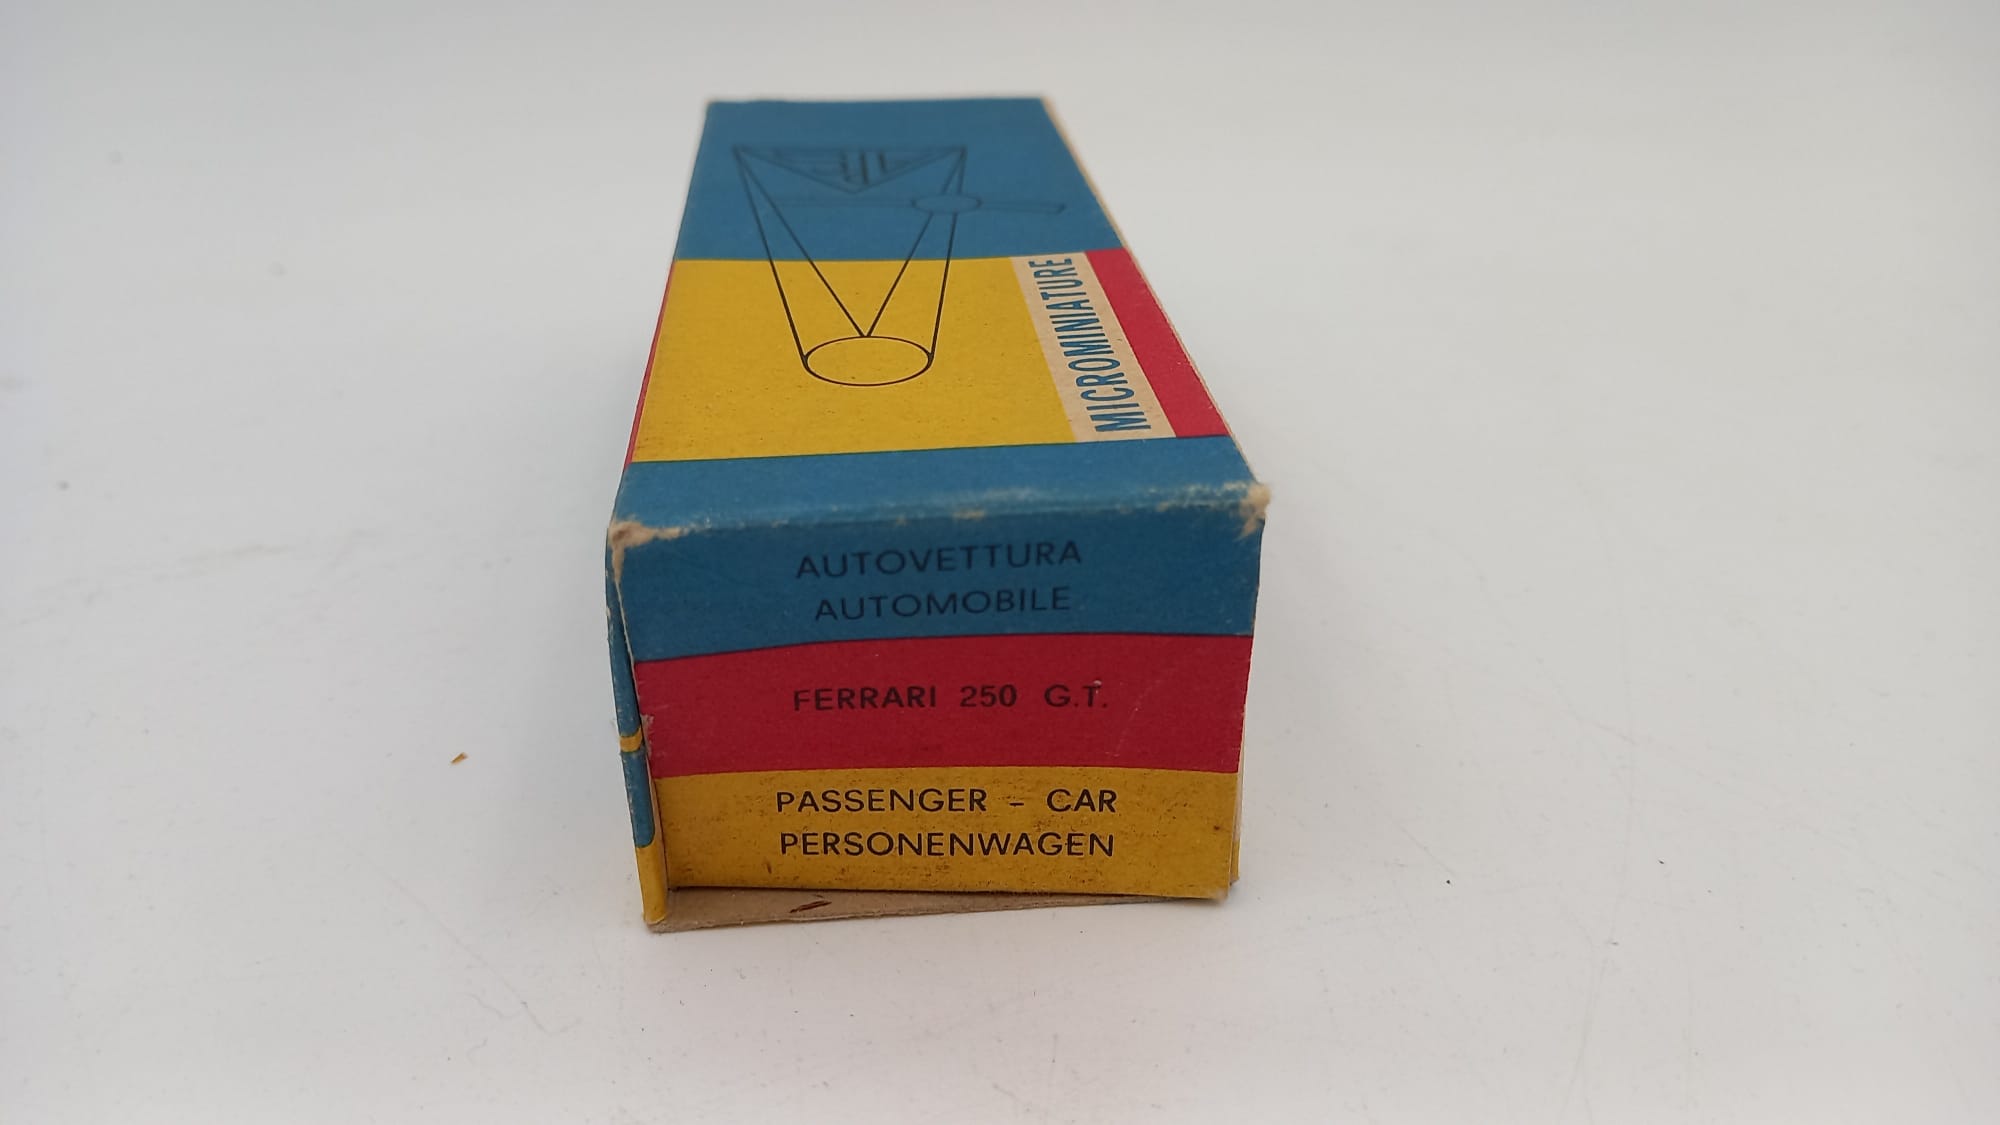 MICROMINIATURE
AUTOVETTURA
AUTOMOBILE
FERRARI 250 G.T.
PASSENGER - CAR
PERSONENWAGEN